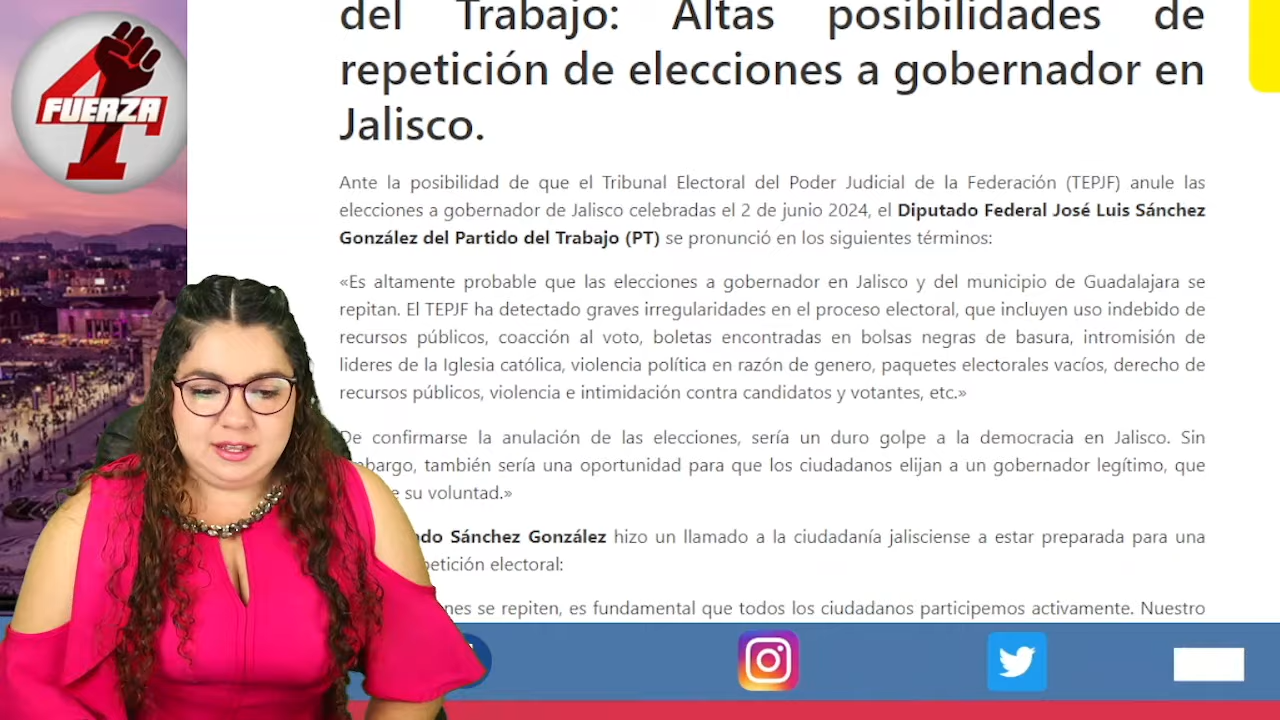 FUERZA
4T
del Trabajo: Altas posibilidades de
repetición de elecciones a gobernador en
Jalisco.
Ante la posibilidad de que el Tribunal Electoral del Poder Judicial de la Federación (TEPJF) anule las
elecciones a gobernador de Jalisco celebradas el 2 de junio 2024, el Diputado Federal José Luis Sánchez
González del Partido del Trabajo (PT) se pronunció en los siguientes términos:
«Es altamente probable que las elecciones a gobernador en Jalisco y del municipio de Guadalajara se
repitan. El TEPJF ha detectado graves irregularidades en el proceso electoral, que incluyen uso indebido de
recursos públicos, coacción al voto, boletas encontradas en bolsas negras de basura, intromisión de
lideres de la Iglesia católica, violencia política en razón de genero, paquetes electorales vacíos, derecho de
recursos públicos, violencia e intimidación contra candidatos y votantes, etc.»
De confirmarse la anulación de las elecciones, sería un duro golpe a la democracia en Jalisco. Sin
mbargo, también sería una oportunidad para que los ciudadanos elijan a un gobernador legítimo, que
e su voluntad.»
do Sánchez González hizo un llamado a la ciudadanía jalisciense a estar preparada para una
petición electoral:
nes se repiten, es fundamental que todos los ciudadanos participemos activamente. Nuestro